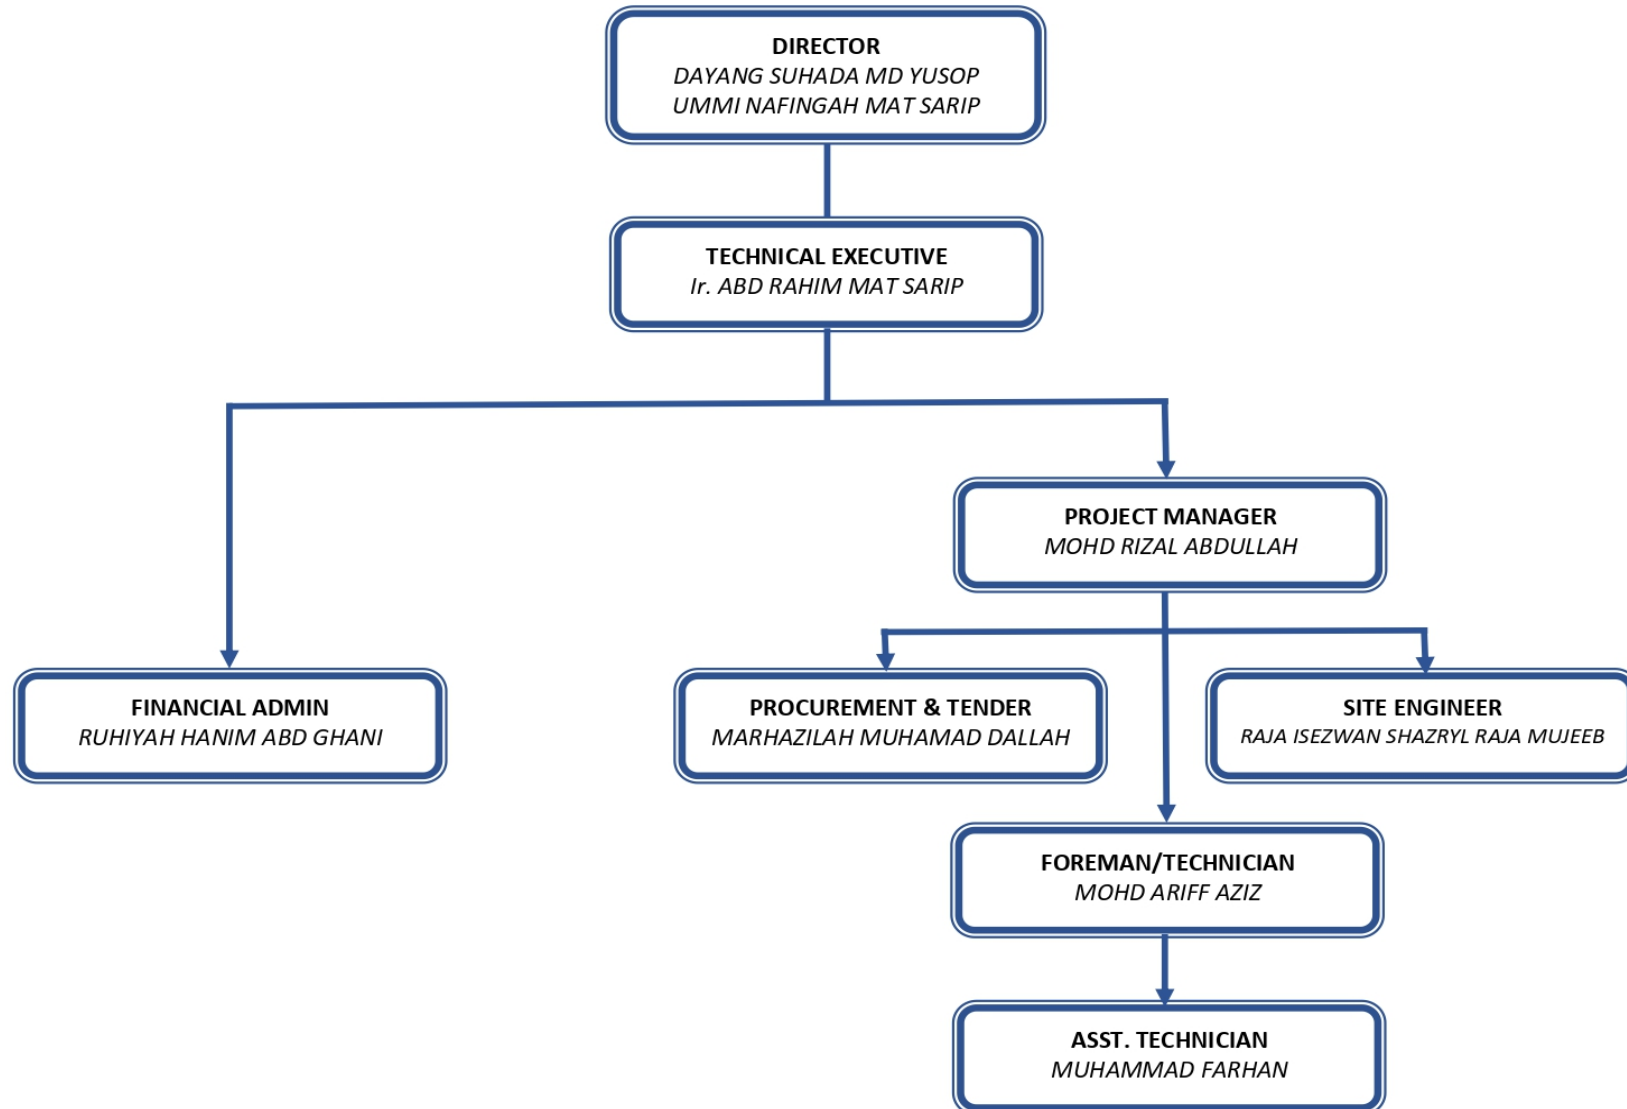 DIRECTOR
DAYANG SUHADA MD YUSOP
UMMI NAFINGAH MAT SARIP
TECHNICAL EXECUTIVE
Ir. ABD RAHIM MAT SARIP
PROJECT MANAGER
MOHD RIZAL ABDULLAH
FINANCIAL ADMIN
RUHIYAH HANIM ABD GHANI
PROCUREMENT & TENDER
MARHAZILAH MUHAMAD DALLAH
SITE ENGINEER
RAJA ISEZWAN SHAZRYL RAJA MUJEEB
FOREMAN/TECHNICIAN
MOHD ARIFF AZIZ
ASST. TECHNICIAN
MUHAMMAD FARHAN